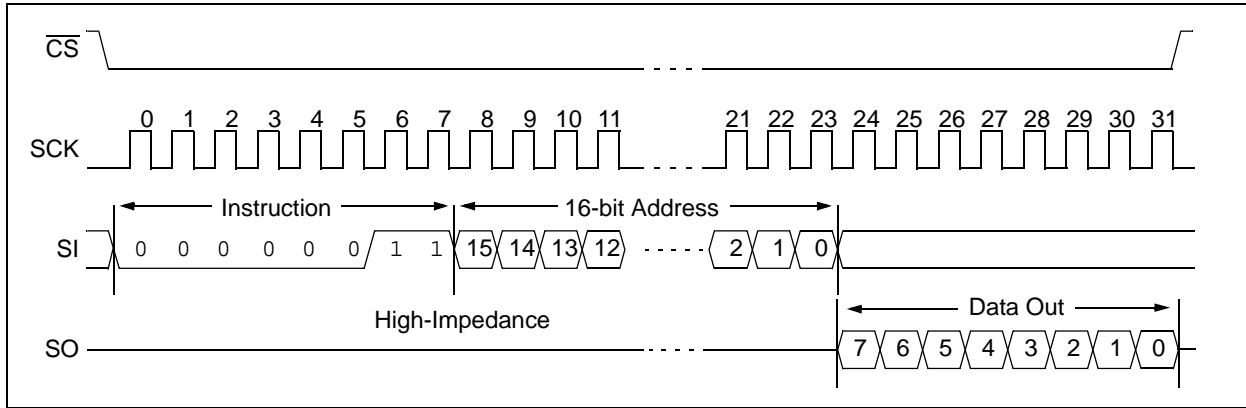 CS
0 1 2 3 4 5 6 7 8 9 10 11 21 22 23 24 25 26 27 28 29 30 31
SCK
Instruction 16-bit Address
SI 0 0 0 0 0 0 1 1 15 14 13 12 2 1 0
High-Impedance Data Out
SO 7 6 5 4 3 2 1 0